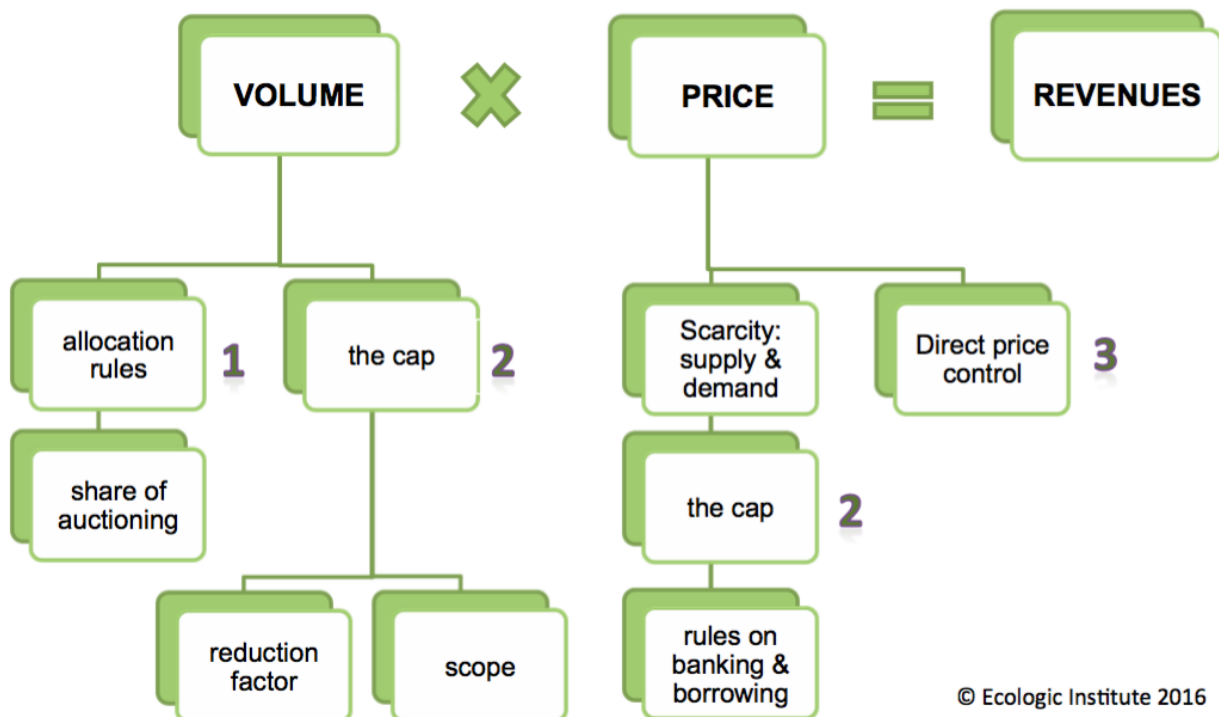 VOLUME
PRICE
REVENUES
allocation
rules
1
the cap
2
Scarcity:
supply &
demand
Direct price
control
3
share of
auctioning
the cap
2
reduction
factor
scope
rules on
banking &
borrowing
© Ecologic Institute 2016